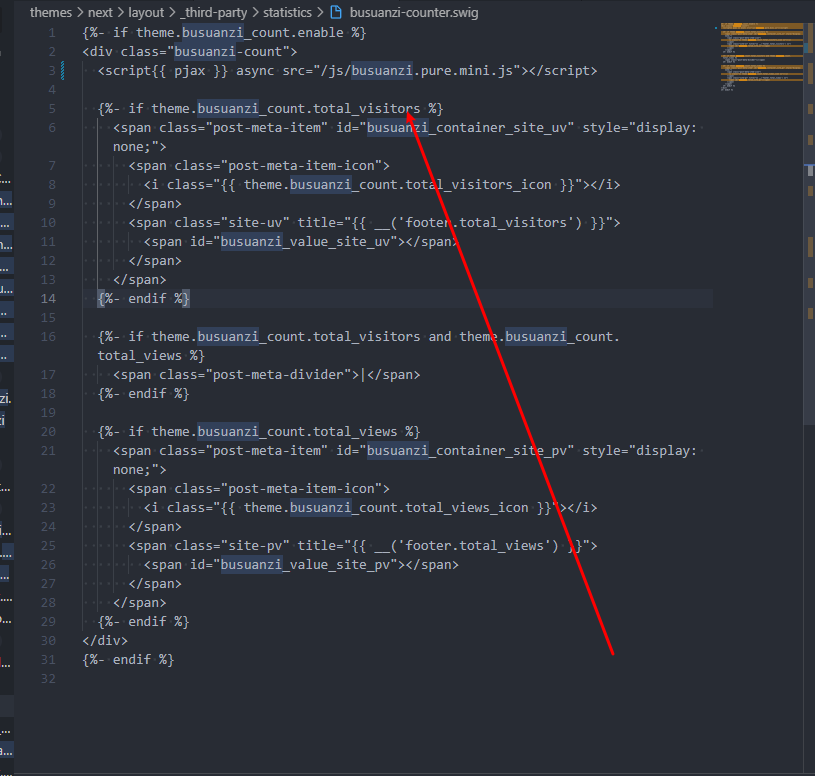 themes > next > layout > _third-party > statistics > busuanzi-counter.swig
1 {%- if theme.busuanzi_count.enable %}
2 <div class="busuanzi-count">
3 <script{{ pjax }} async src="/js/busuanzi.pure.mini.js"></script>
4
5 {%- if theme.busuanzi_count.total_visitors %}
6 <span class="post-meta-item" id="busuanzi_container_site_uv" style="display:
none;">
7 <span class="post-meta-item-icon">
8 <i class="{{ theme.busuanzi_count.total_visitors_icon }}"></i>
9 </span>
10 <span class="site-uv" title="{{ __('footer.total_visitors') }}">
11 <span id="busuanzi_value_site_uv"></span>
12 </span>
13 </span>
14 {%- endif %}
15
16 {%- if theme.busuanzi_count.total_visitors and theme.busuanzi_count.
total_views %}
17 <span class="post-meta-divider">|</span>
18 {%- endif %}
19
20 {%- if theme.busuanzi_count.total_views %}
21 <span class="post-meta-item" id="busuanzi_container_site_pv" style="display:
none;">
22 <span class="post-meta-item-icon">
23 <i class="{{ theme.busuanzi_count.total_views_icon }}"></i>
24 </span>
25 <span class="site-pv" title="{{ __('footer.total_views') }}">
26 <span id="busuanzi_value_site_pv"></span>
27 </span>
28 </span>
29 {%- endif %}
30 </div>
31 {%- endif %}
32